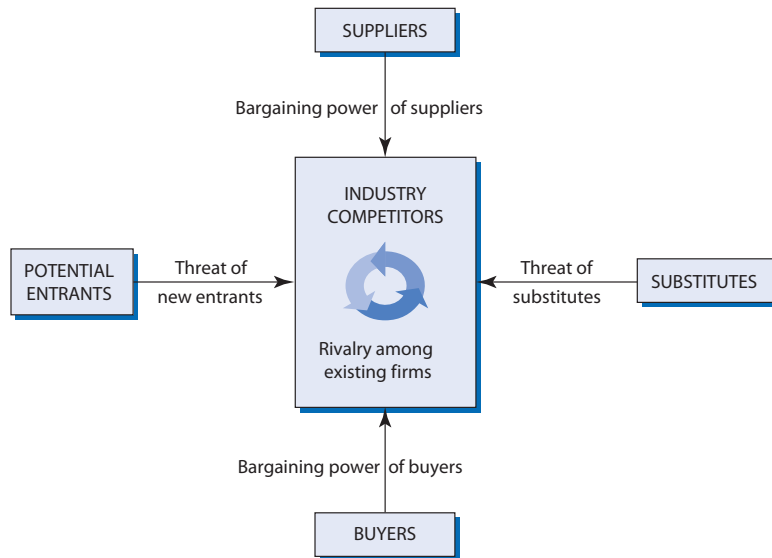 SUPPLIERS
Bargaining power of suppliers
INDUSTRY
COMPETITORS
POTENTIAL
ENTRANTS
Threat of
new entrants
Threat of
substitutes
SUBSTITUTES
Rivalry among
existing firms
Bargaining power of buyers
BUYERS